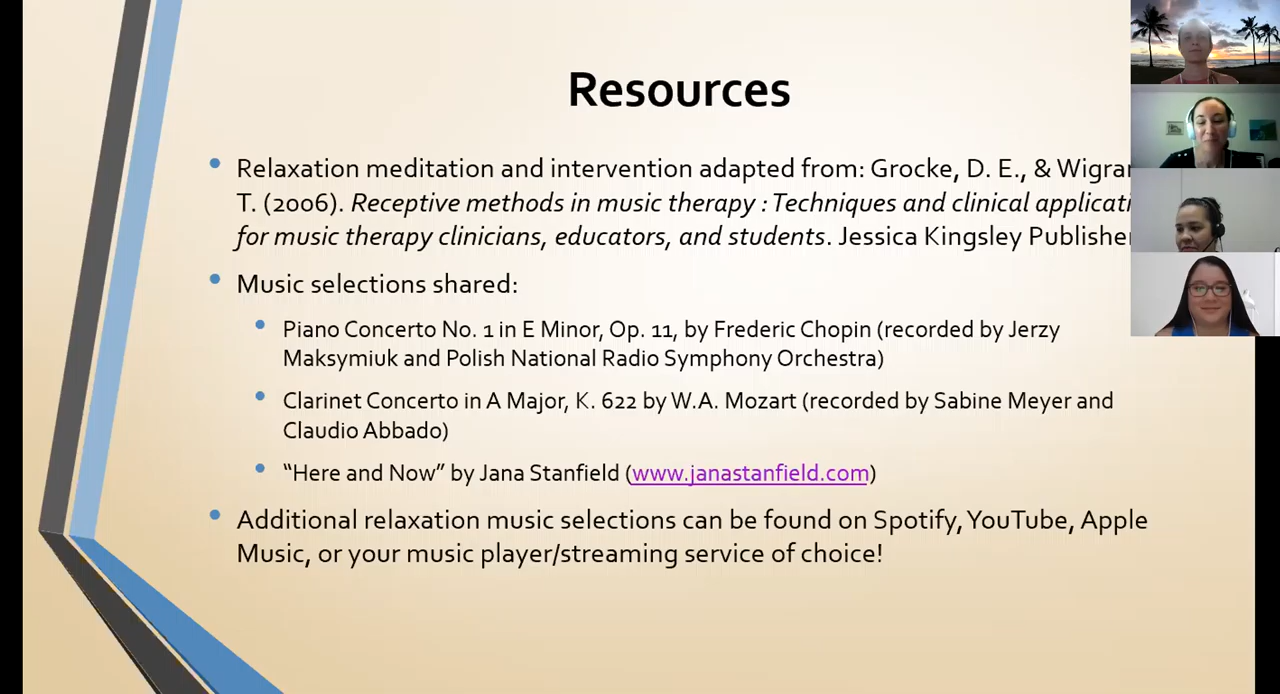 Resources
• Relaxation meditation and intervention adapted from: Grocke, D. E., &
T. (2006). Receptive methods in music therapy : Techniques and clinical
for music therapy clinicians, educators, and students. Jessica Kingsley
• Music selections shared:
• Piano Concerto No. 1 in E Minor, Op. 11, by Frederic Chopin (recorded by Jerzy
Maksymiuk and Polish National Radio Symphony Orchestra)
• Clarinet Concerto in A Major, K. 622 by W.A. Mozart (recorded by Sabine Meyer and
Claudio Abbado)
• “Here and Now” by Jana Stanfield (www.janastanfield.com)
• Additional relaxation music selections can be found on Spotify, YouTube, Apple
Music, or your music player/streaming service of choice!